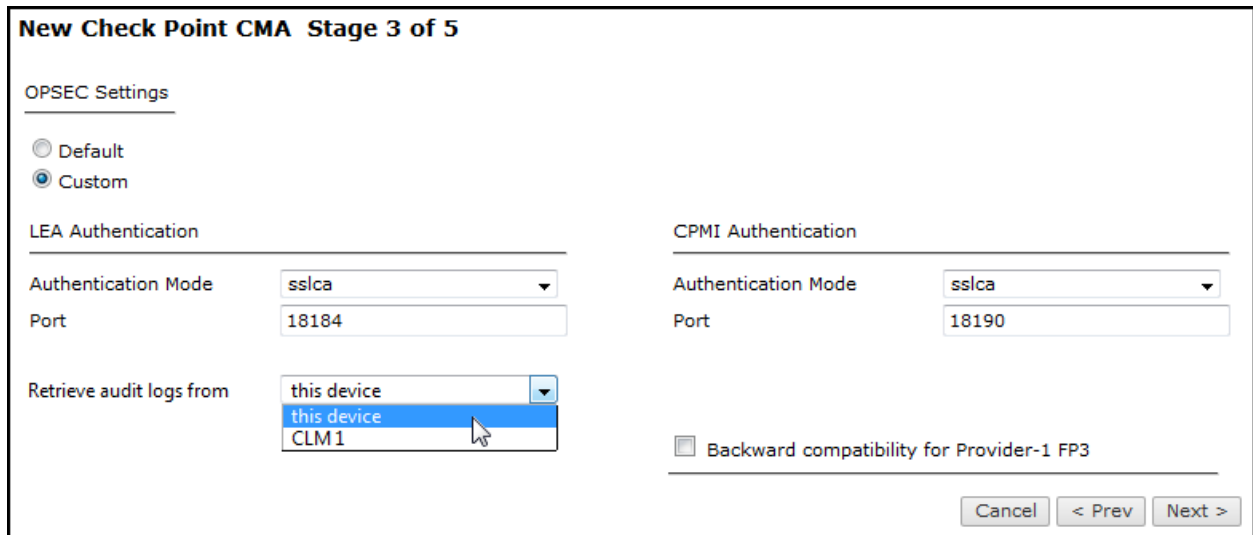 New Check Point CMA  Stage 3 of 5
OPSEC Settings
Default
Custom
LEA Authentication
Authentication Mode sslca
Port 18184
Retrieve audit logs from this device
this device
CLM1
CPMI Authentication
Authentication Mode sslca
Port 18190
Backward compatibility for Provider-1 FP3
Cancel < Prev Next >